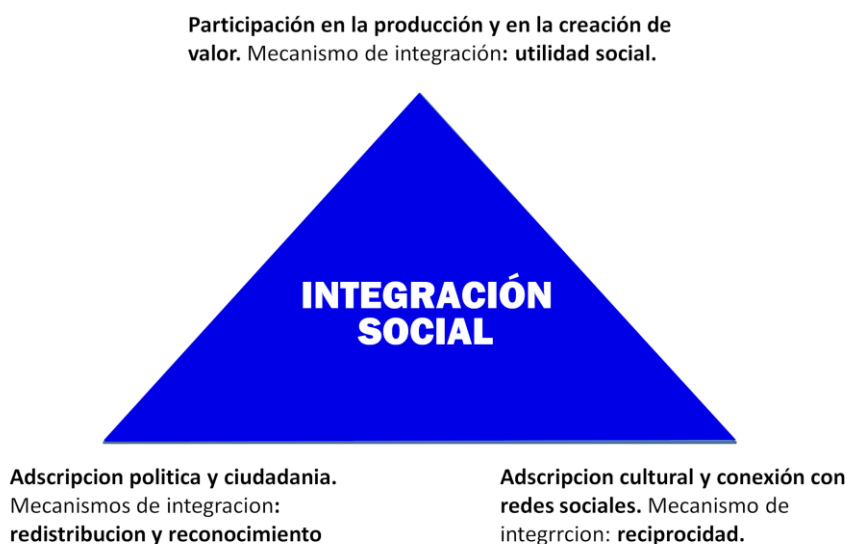 Participación en la producción y en la creación de
valor. Mecanismo de integración: utilidad social.
INTEGRACIÓN
SOCIAL
Adscripcion politica y ciudadania.
Mecanismos de integracion:
redistribucion y reconocimiento
Adscripcion cultural y conexión con
redes sociales. Mecanismo de
integrrcion: reciprocidad.